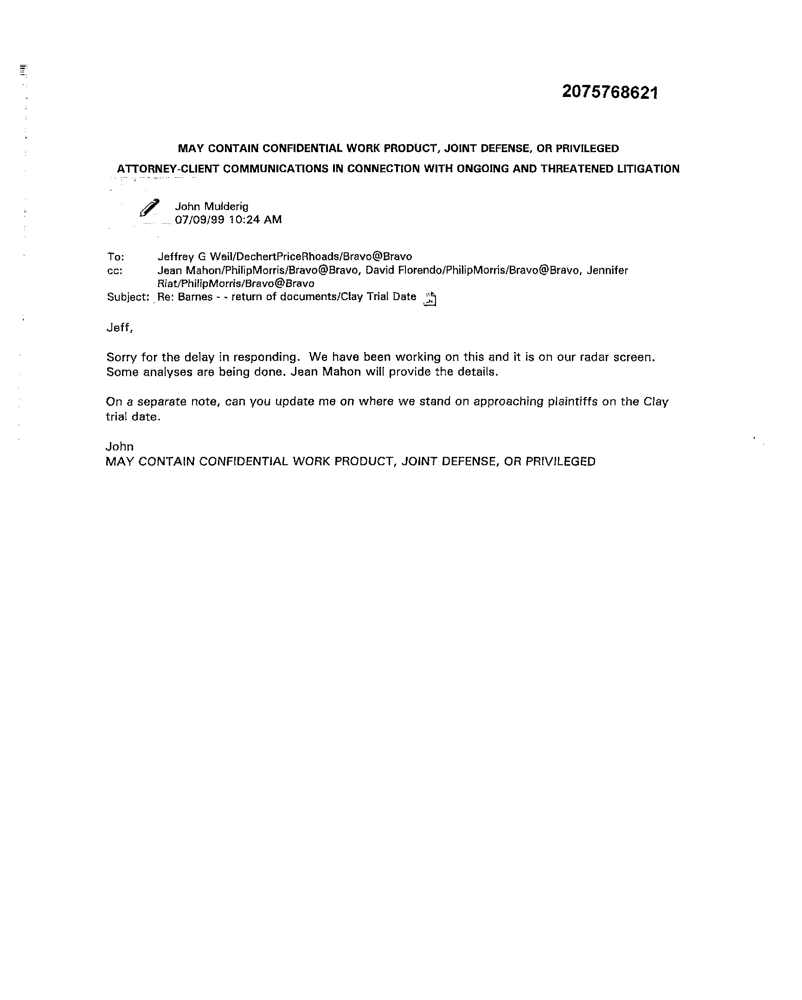 2075768621
MAY CONTAIN CONFIDENTIAL WORK PRODUCT, JOINT DEFENSE, OR PRIVILEGED
ATTORNEY-CLIENT COMMUNICATIONS IN CONNECTION WITH ONGOING AND THREATENED LITIGATION
John Mulderig
07/09/99 10:24 AM
To: Jeffrey G Weil/DechertPriceRhoads/Bravo@Bravo
cc: Jean Mahon/PhilipMorris/Bravo@Bravo, David Florendo/PhilipMorris/Bravo@Bravo, Jennifer
Riat/PhilipMorris/Bravo@Bravo
Subject: Re: Barnes - - return of documents/Clay Trial Date
Jeff,
Sorry for the delay in responding. We have been working on this and it is on our radar screen.
Some analyses are being done. Jean Mahon will provide the details.
On a separate note, can you update me on where we stand on approaching plaintiffs on the Clay
trial date.
John
MAY CONTAIN CONFIDENTIAL WORK PRODUCT, JOINT DEFENSE, OR PRIVILEGED